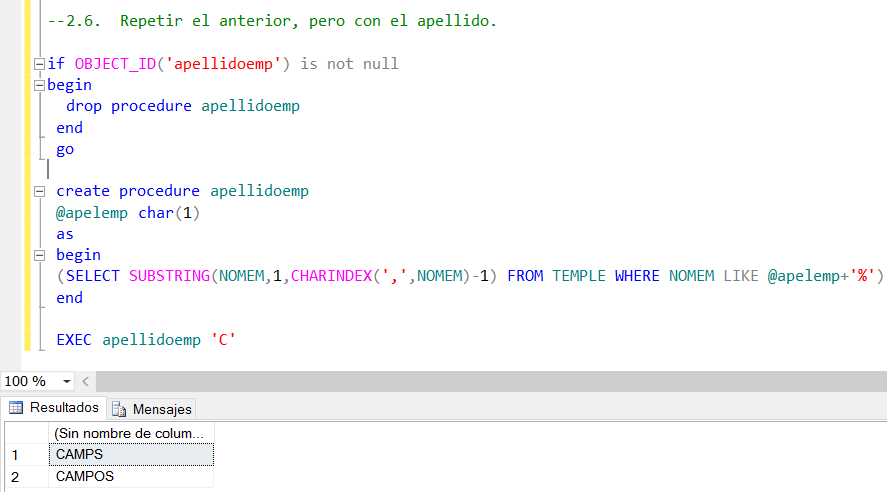 --2.6.  Repetir el anterior, pero con el apellido.
if OBJECT_ID('apellidoemp') is not null
begin
drop procedure apellidoemp
end
go
create procedure apellidoemp
@apelemp char(1)
as
begin
(SELECT SUBSTRING(NOMEM,1,CHARINDEX(',',NOMEM)-1) FROM TEMPLE WHERE NOMEM LIKE @apelemp+'%')
end
EXEC apellidoemp 'C'
100 %
Resultados Mensajes
(Sin nombre de colum...
1 CAMPS
2 CAMPOS